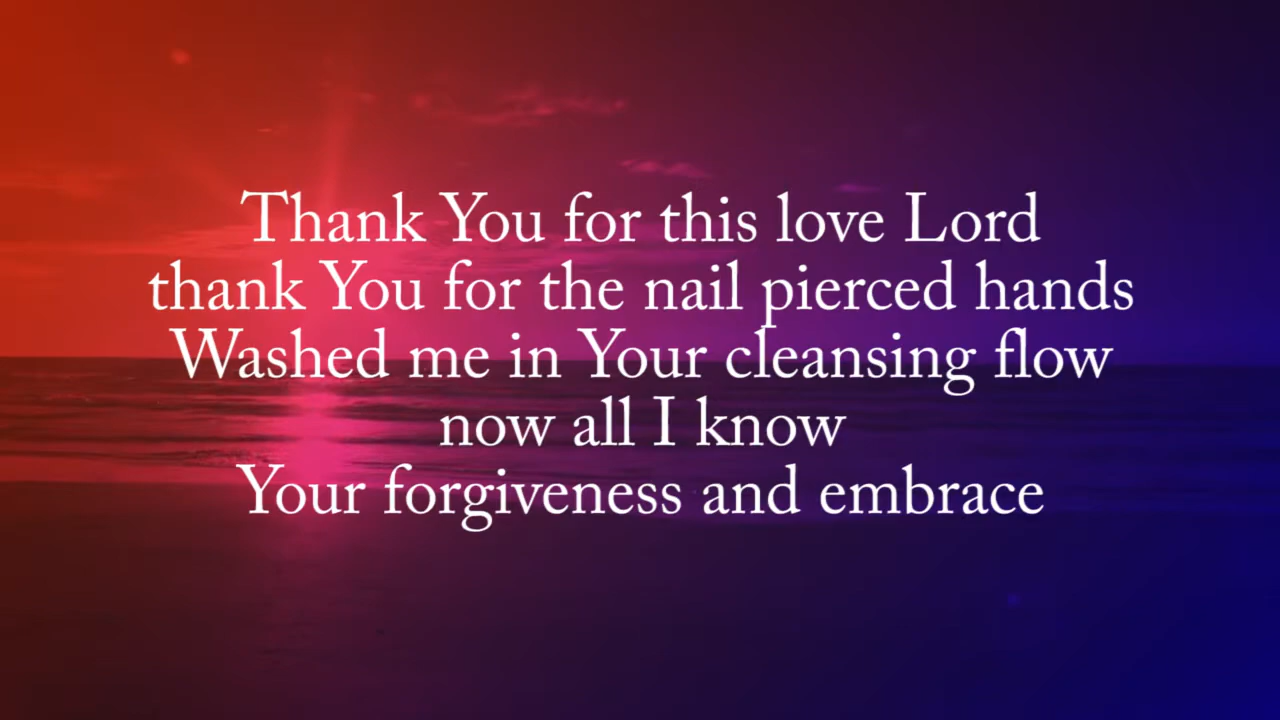 Thank You for this love Lord
thank You for the nail pierced hands
Washed me in Your cleansing flow
now all I know
Your forgiveness and embrace